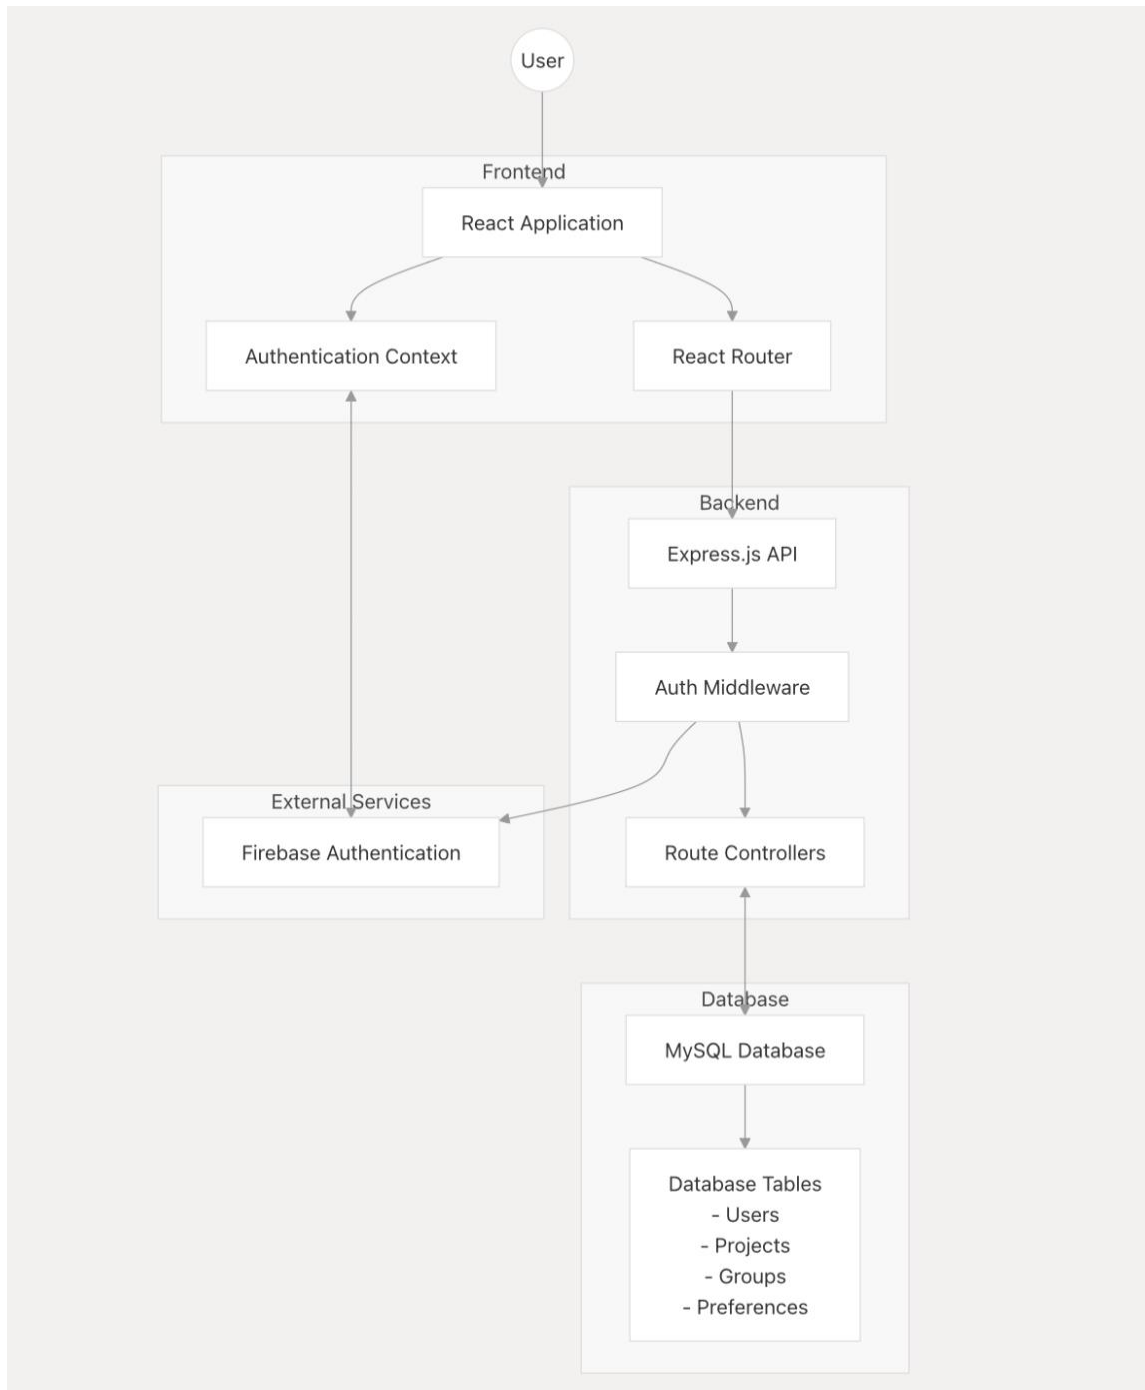 User
Frontend
React Application
Authentication Context
React Router
Backend
Express.js API
Auth Middleware
External Services
Firebase Authentication
Route Controllers
Database
MySQL Database
Database Tables
- Users
- Projects
- Groups
- Preferences